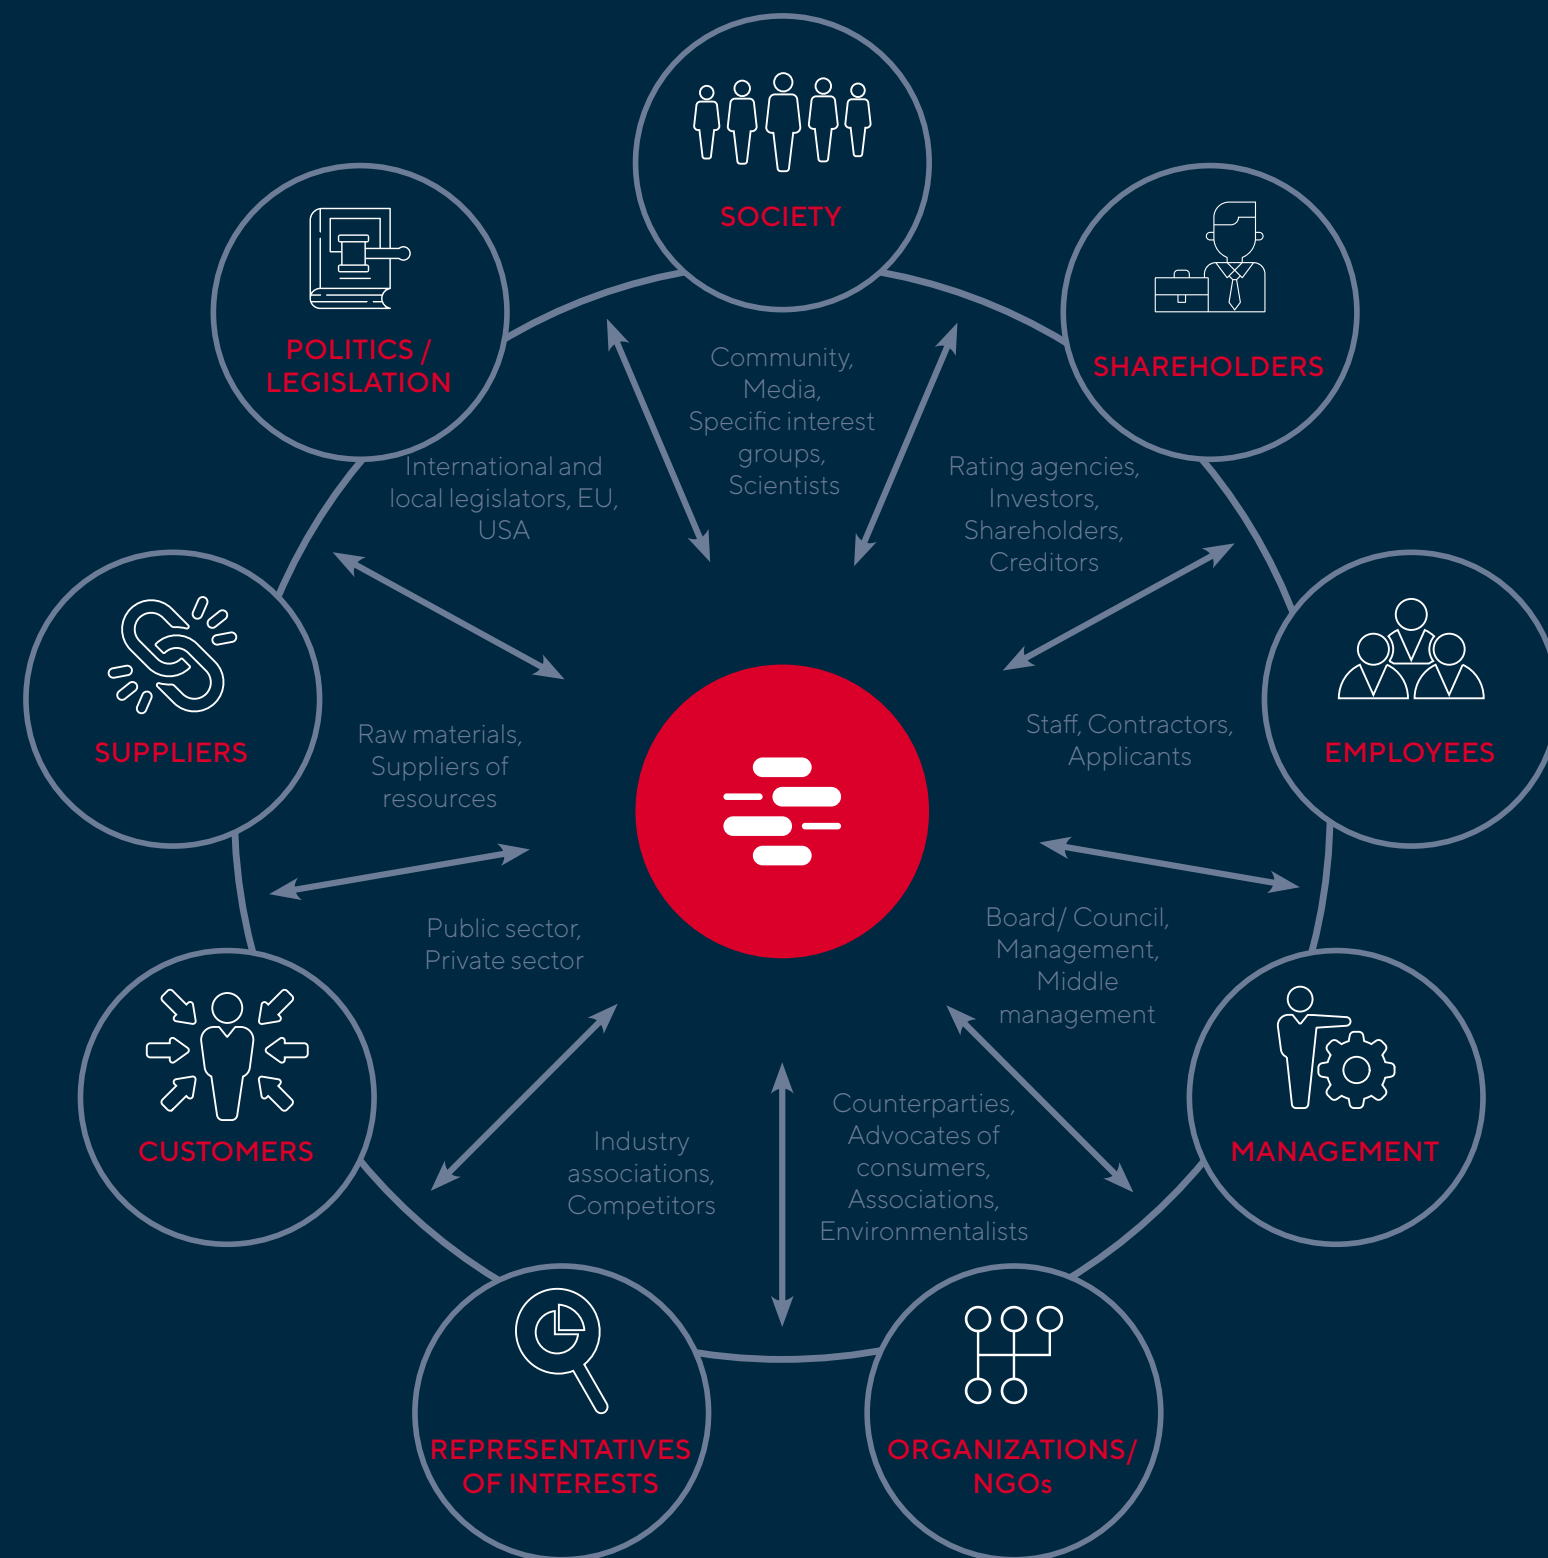 SOCIETY
Community,
Media,
Specific interest
groups,
Scientists
SHAREHOLDERS
Rating agencies,
Investors,
Shareholders,
Creditors
EMPLOYEES
Staff, Contractors,
Applicants
MANAGEMENT
Board/ Council,
Management,
Middle
management
ORGANIZATIONS/
NGOs
Counterparties,
Advocates of
consumers,
Associations,
Environmentalists
REPRESENTATIVES
OF INTERESTS
Industry
associations,
Competitors
CUSTOMERS
Public sector,
Private sector
SUPPLIERS
Raw materials,
Suppliers of
resources
POLITICS /
LEGISLATION
International and
local legislators, EU,
USA